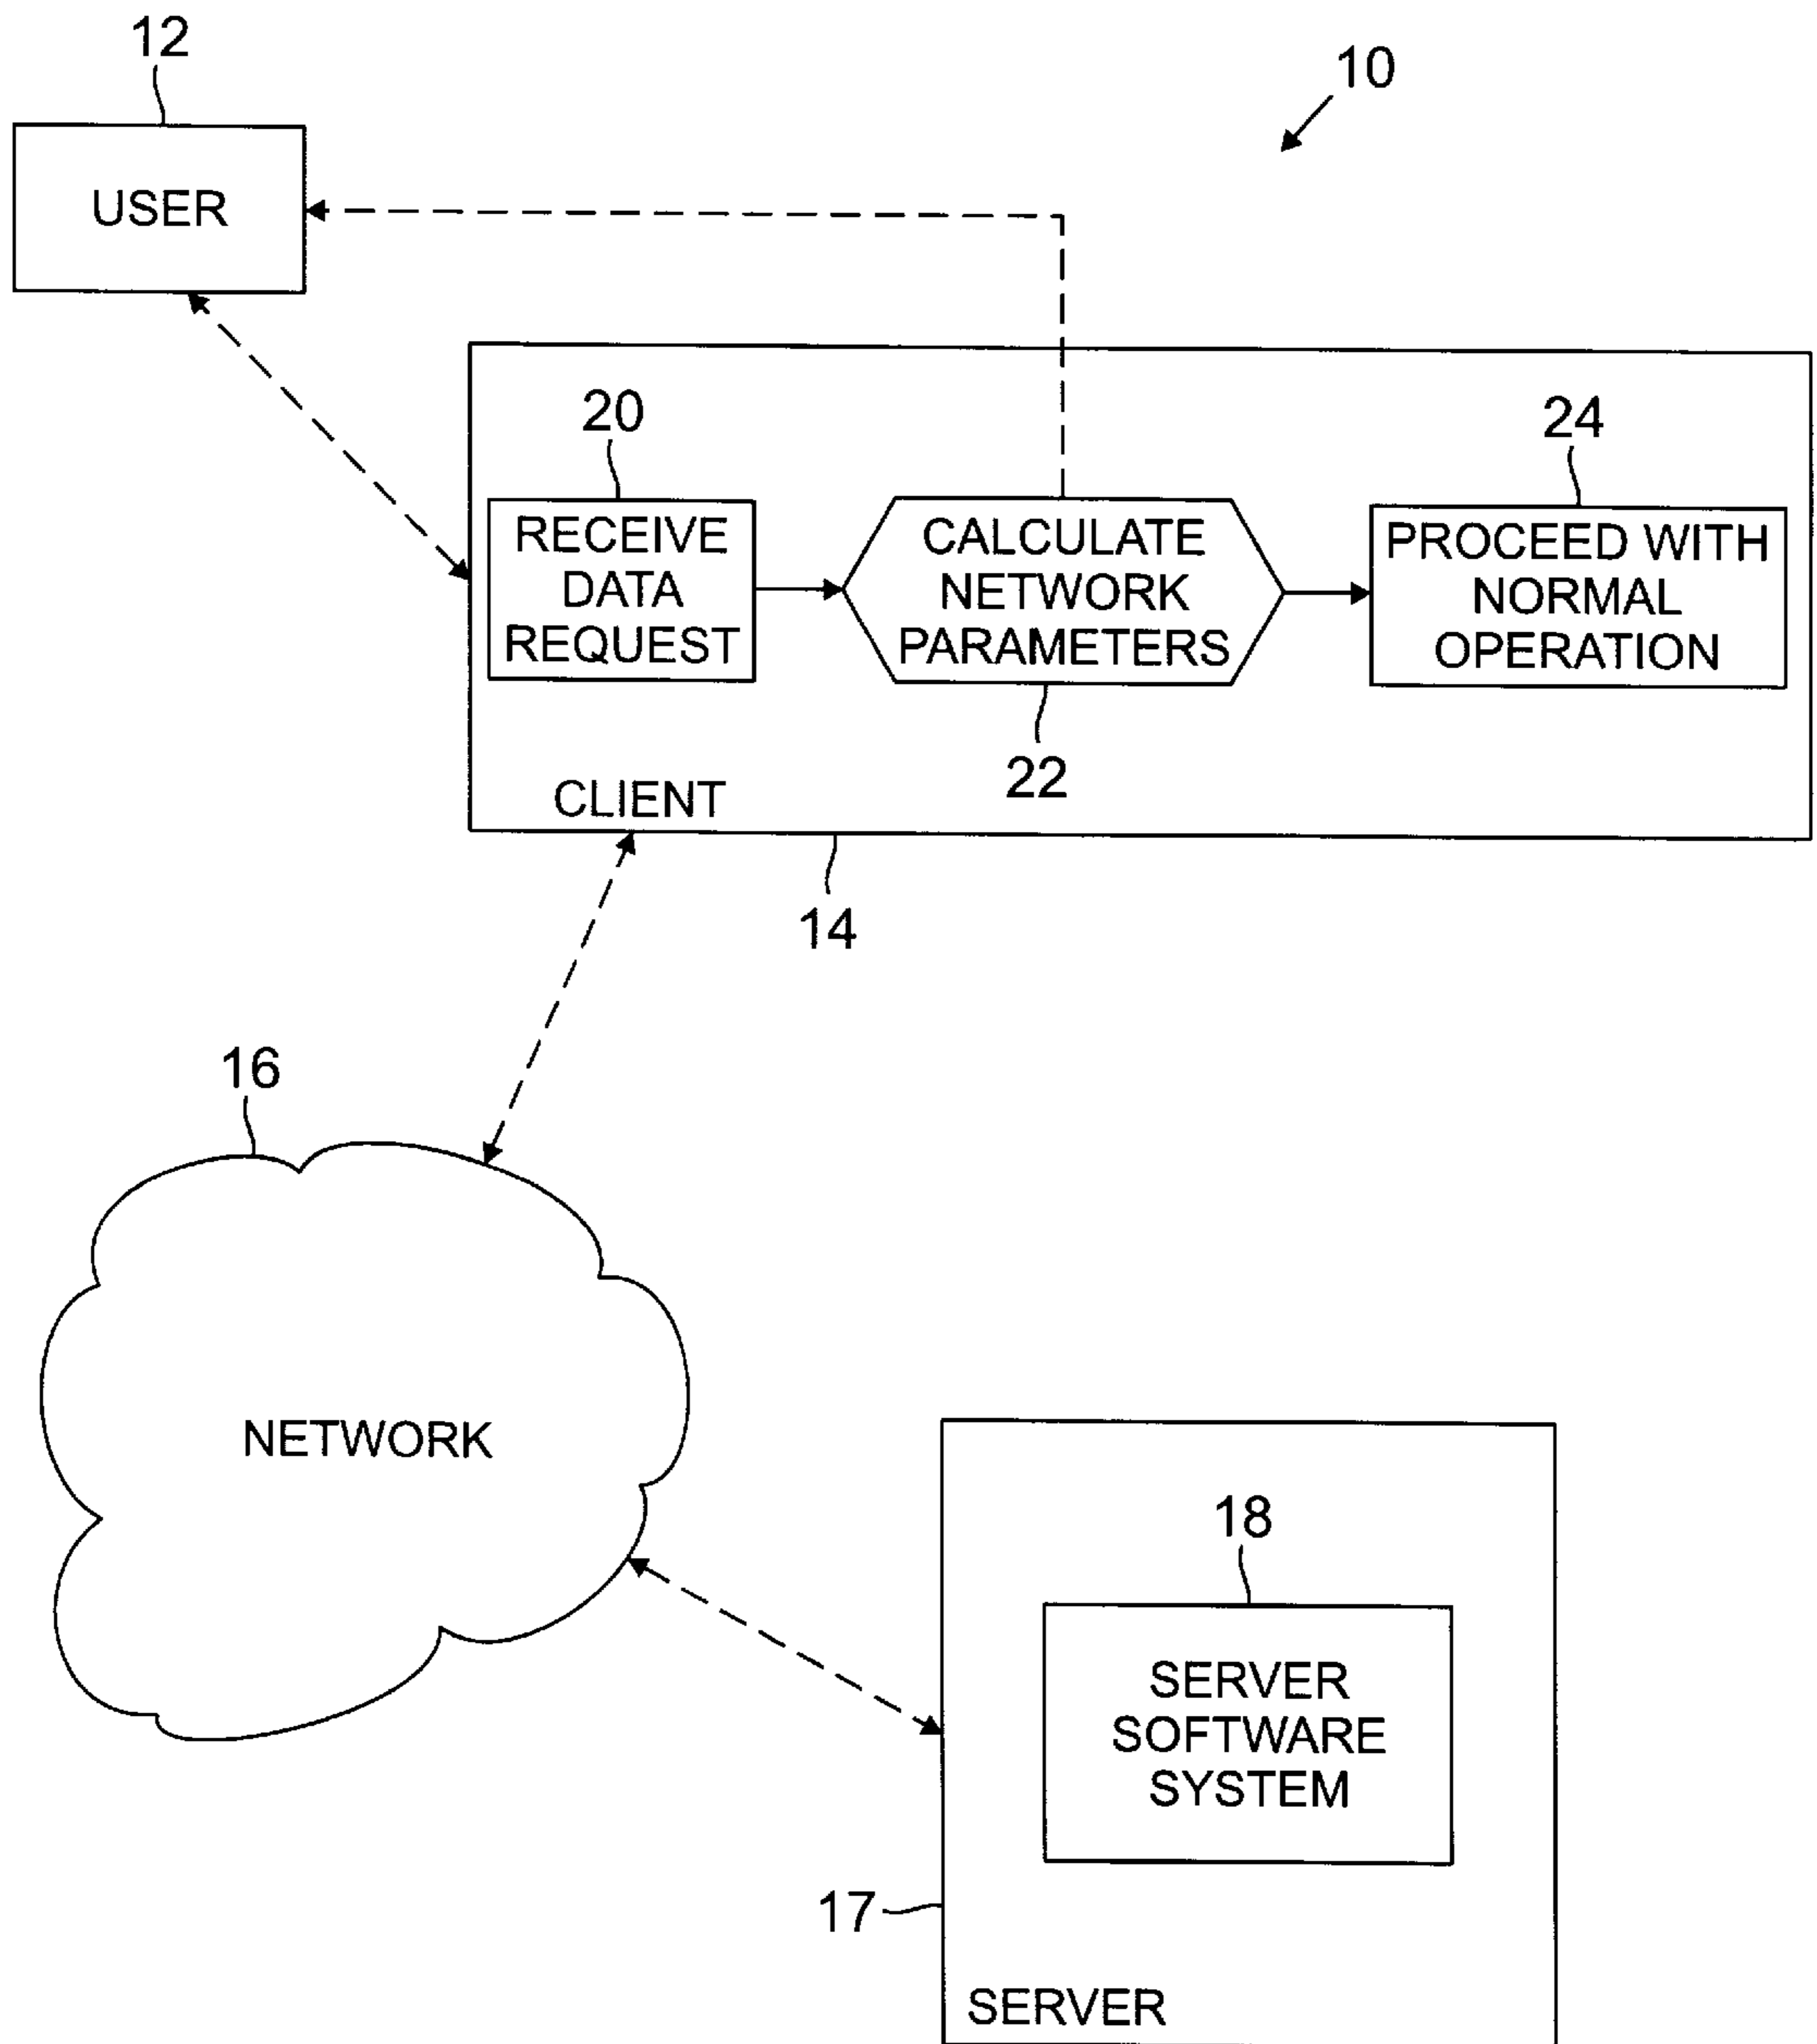 12
10
USER
20
24
RECEIVE
DATA
REQUEST
CALCULATE
NETWORK
PARAMETERS
PROCEED WITH
NORMAL
OPERATION
22
CLIENT
14
16
NETWORK
18
SERVER
SOFTWARE
SYSTEM
17
SERVER